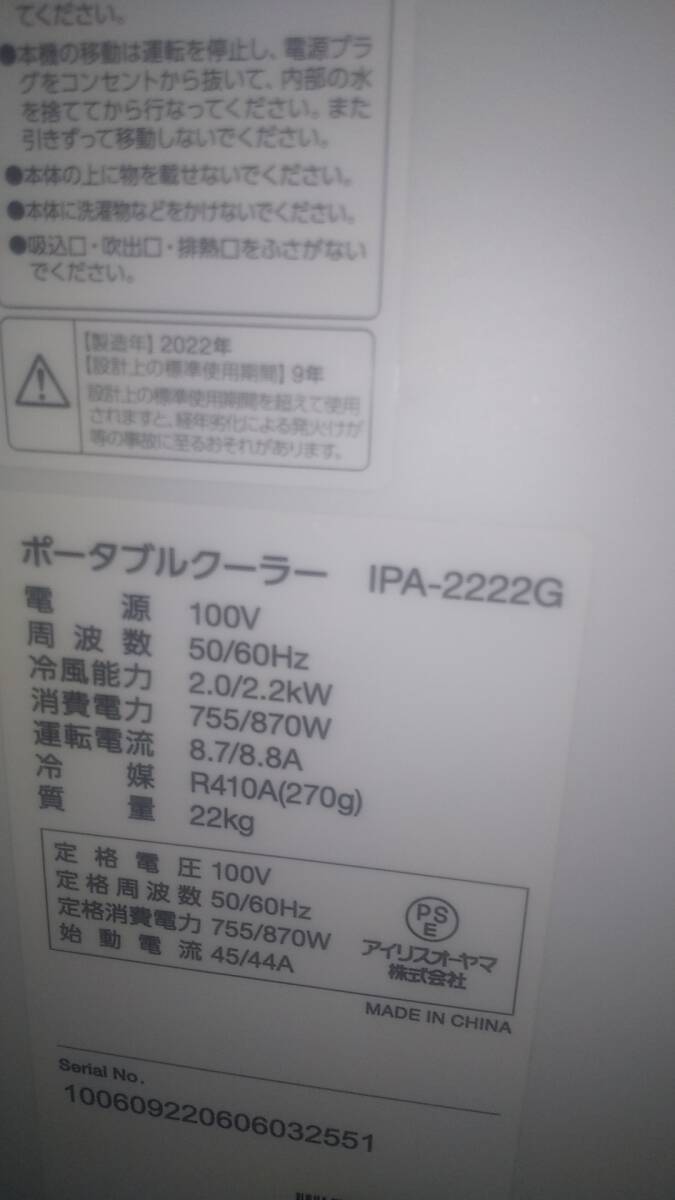 てください。
●本機の移動は運転を停止し、電源プラ
グをコンセントから抜いて、内部の水
を捨ててから行なってください。また
引きずって移動しないでください。
●本体の上に物を載せないでください。
●本体に洗濯物などをかけないでください。
●吸込口・吹出口・排熱口をふさがない
でください。
【製造年】2022年
【設計上の標準使用期間】9年
設計上の標準使用期間を超えて使用
されますと、経年劣化による発火けが
等の事故に至るおそれがあります。
ポータブルクーラー IPA-2222G
電源 100V
周波数 50/60Hz
冷風能力 2.0/2.2kW
消費電力 755/870W
運転電流 8.7/8.8A
冷媒 R410A(270g)
質量 22kg
定格電圧 100V
定格周波数 50/60Hz
定格消費電力 755/870W
始動電流 45/44A
PS
E
アイリスオーヤマ
株式会社
MADE IN CHINA
Serial No.
100609220606032551